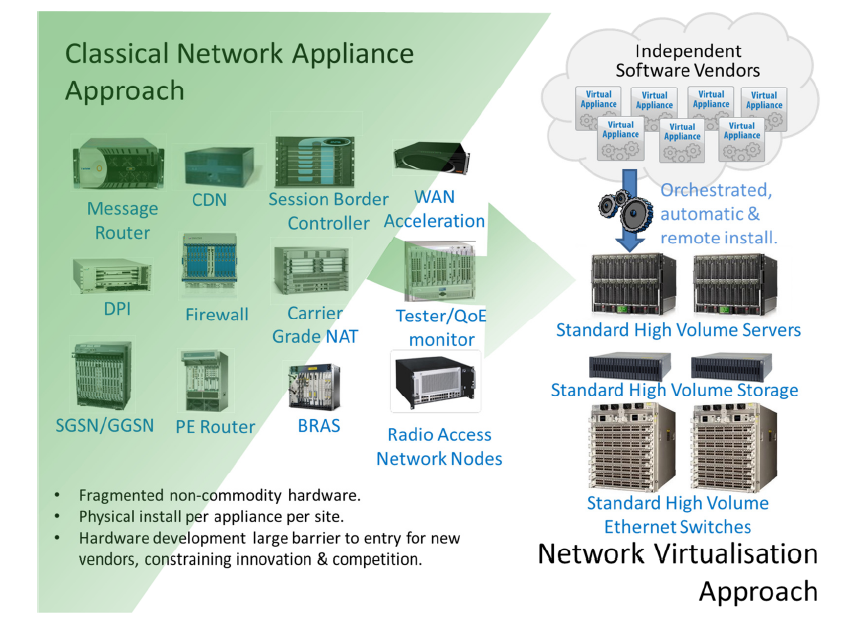 Classical Network Appliance
Approach
Message
Router
CDN
Session Border
Controller
WAN
Acceleration
DPI
Firewall
Carrier
Grade NAT
Tester/QoE
monitor
SGSN/GGSN
PE Router
BRAS
Radio Access
Network Nodes
• Fragmented non-commodity hardware.
• Physical install per appliance per site.
• Hardware development large barrier to entry for new
vendors, constraining innovation & competition.
Independent
Software Vendors
Virtual
Appliance
Virtual
Appliance
Virtual
Appliance
Virtual
Appliance
Virtual
Appliance
Virtual
Appliance
Virtual
Appliance
Orchestrated,
automatic &
remote install.
Standard High Volume Servers
Standard High Volume Storage
Standard High Volume
Ethernet Switches
Network Virtualisation
Approach